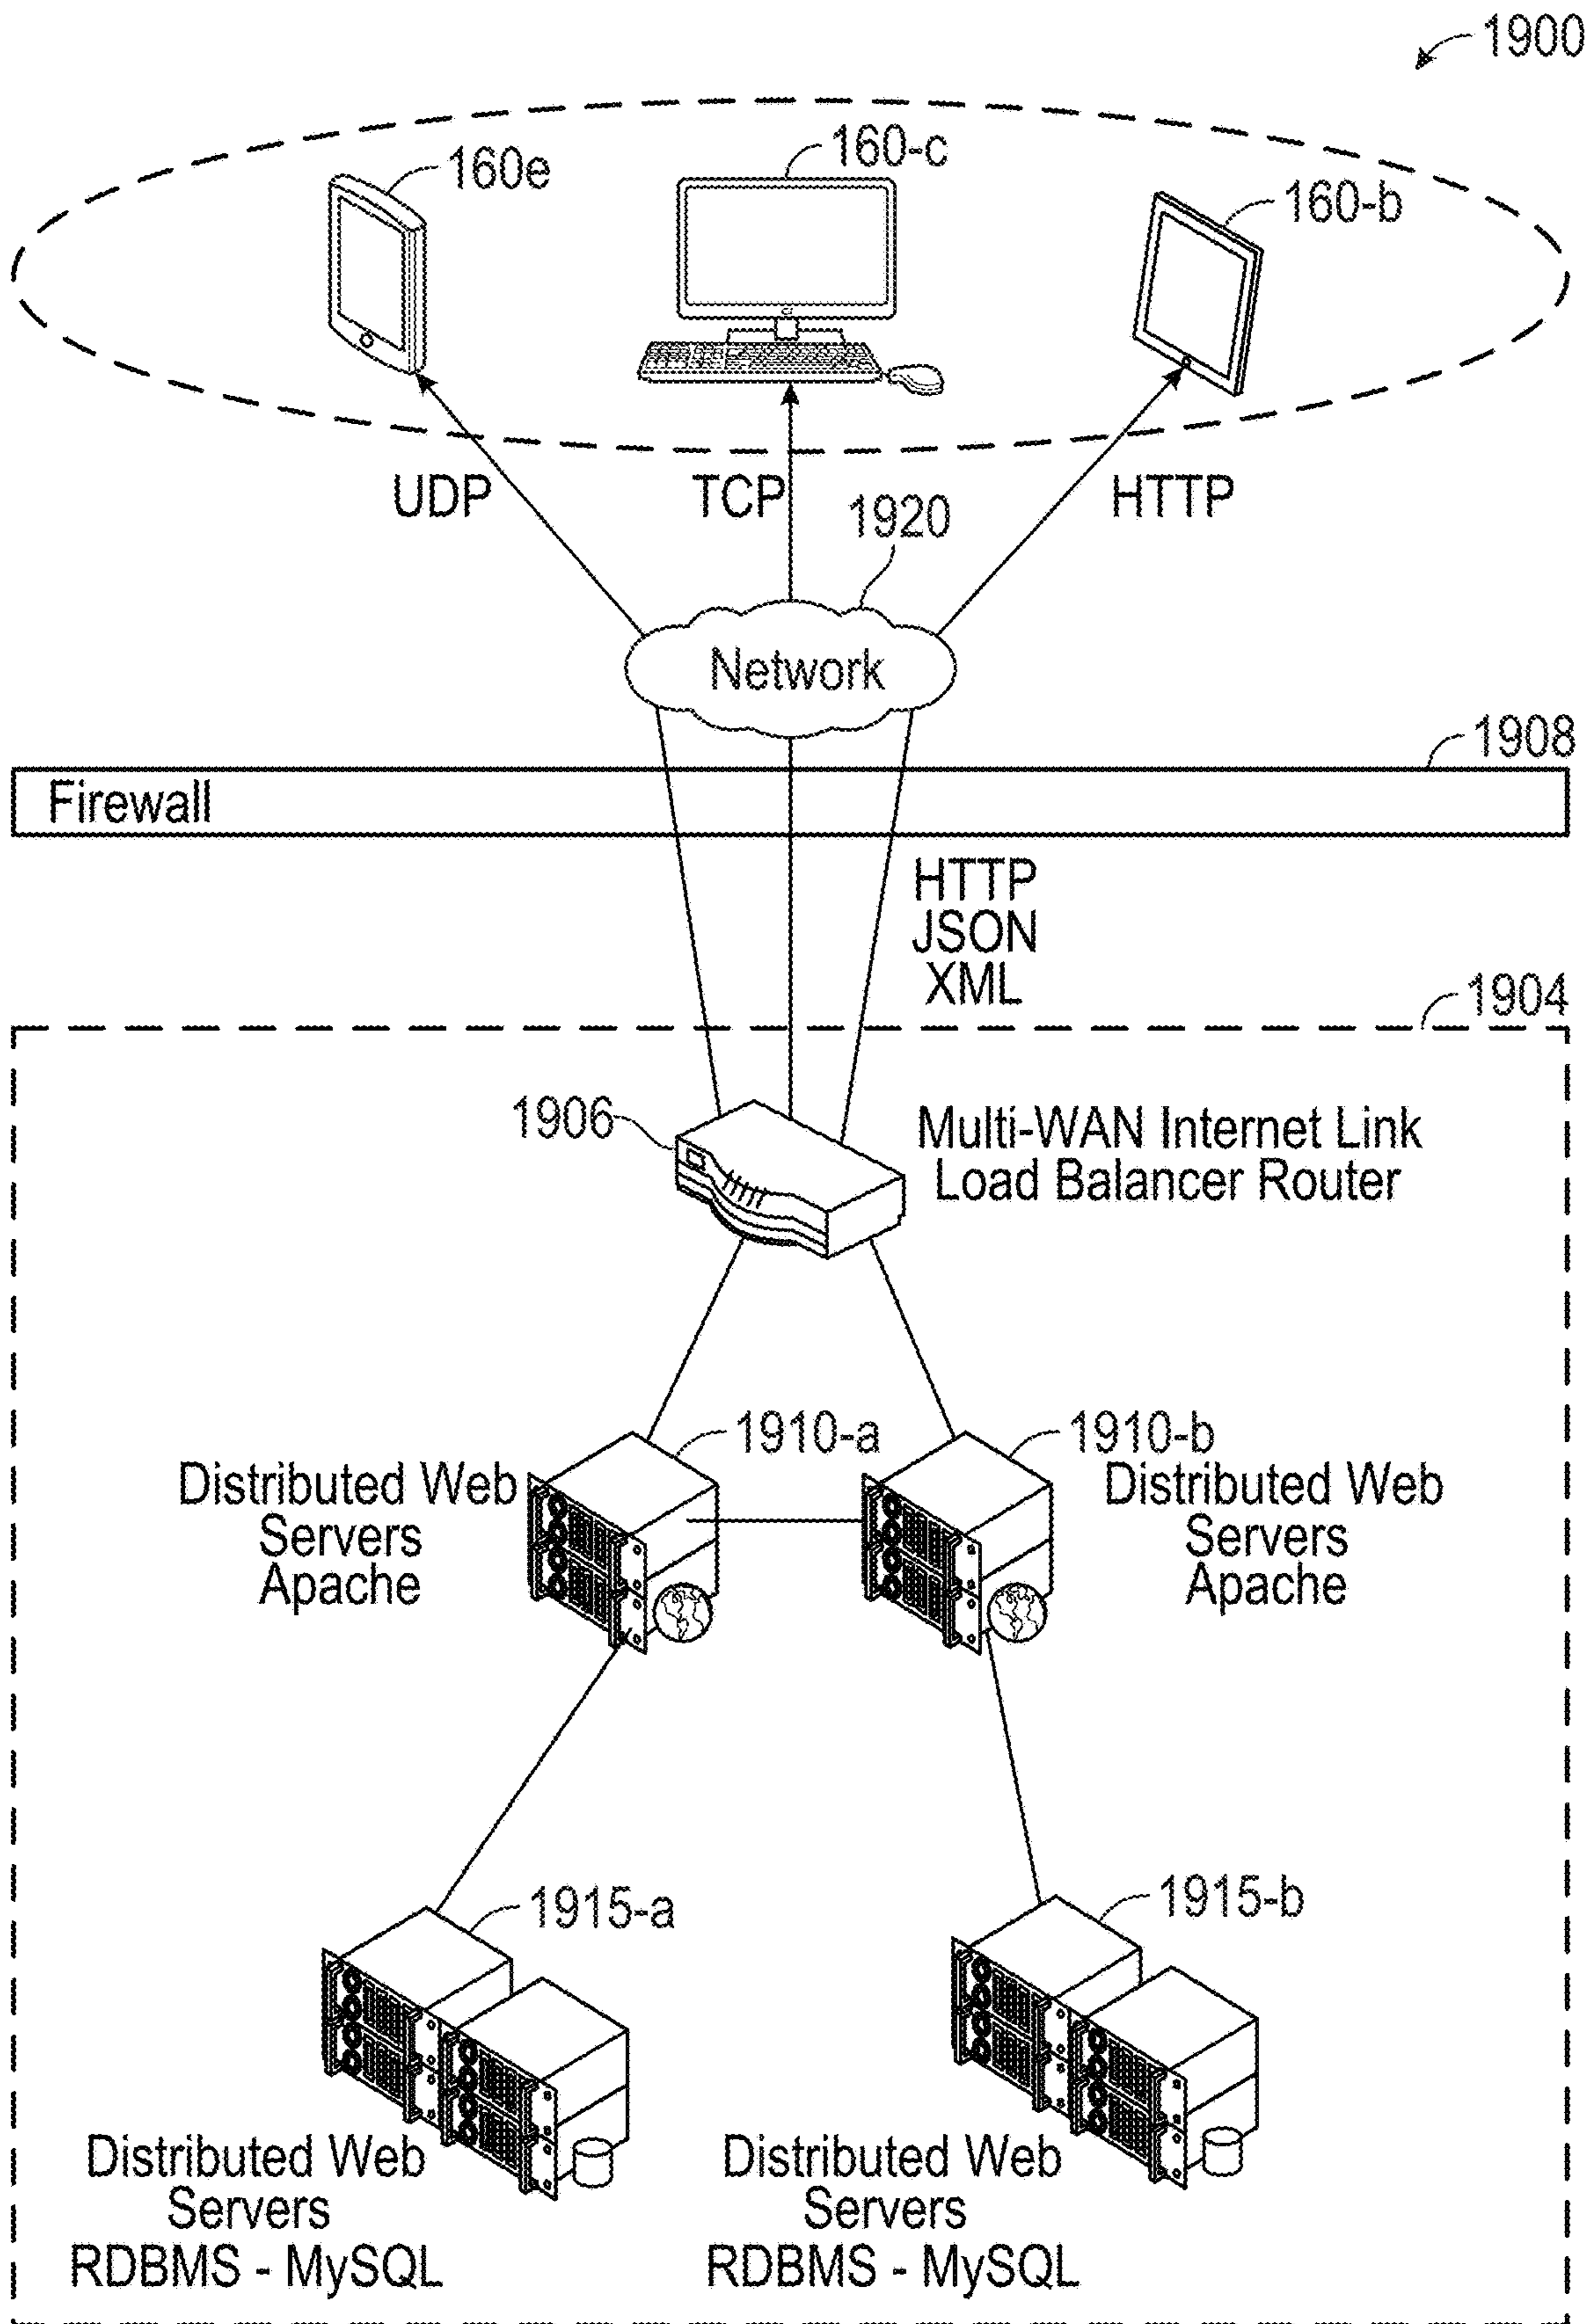 1900
160e
160-c
160-b
UDP
TCP
HTTP
1920
Network
1908
Firewall
HTTP
JSON
XML
1904
1906
Multi-WAN Internet Link
Load Balancer Router
1910-a
1910-b
Distributed Web
Servers
Apache
Distributed Web
Servers
Apache
1915-a
1915-b
Distributed Web
Servers
RDBMS - MySQL
Distributed Web
Servers
RDBMS - MySQL